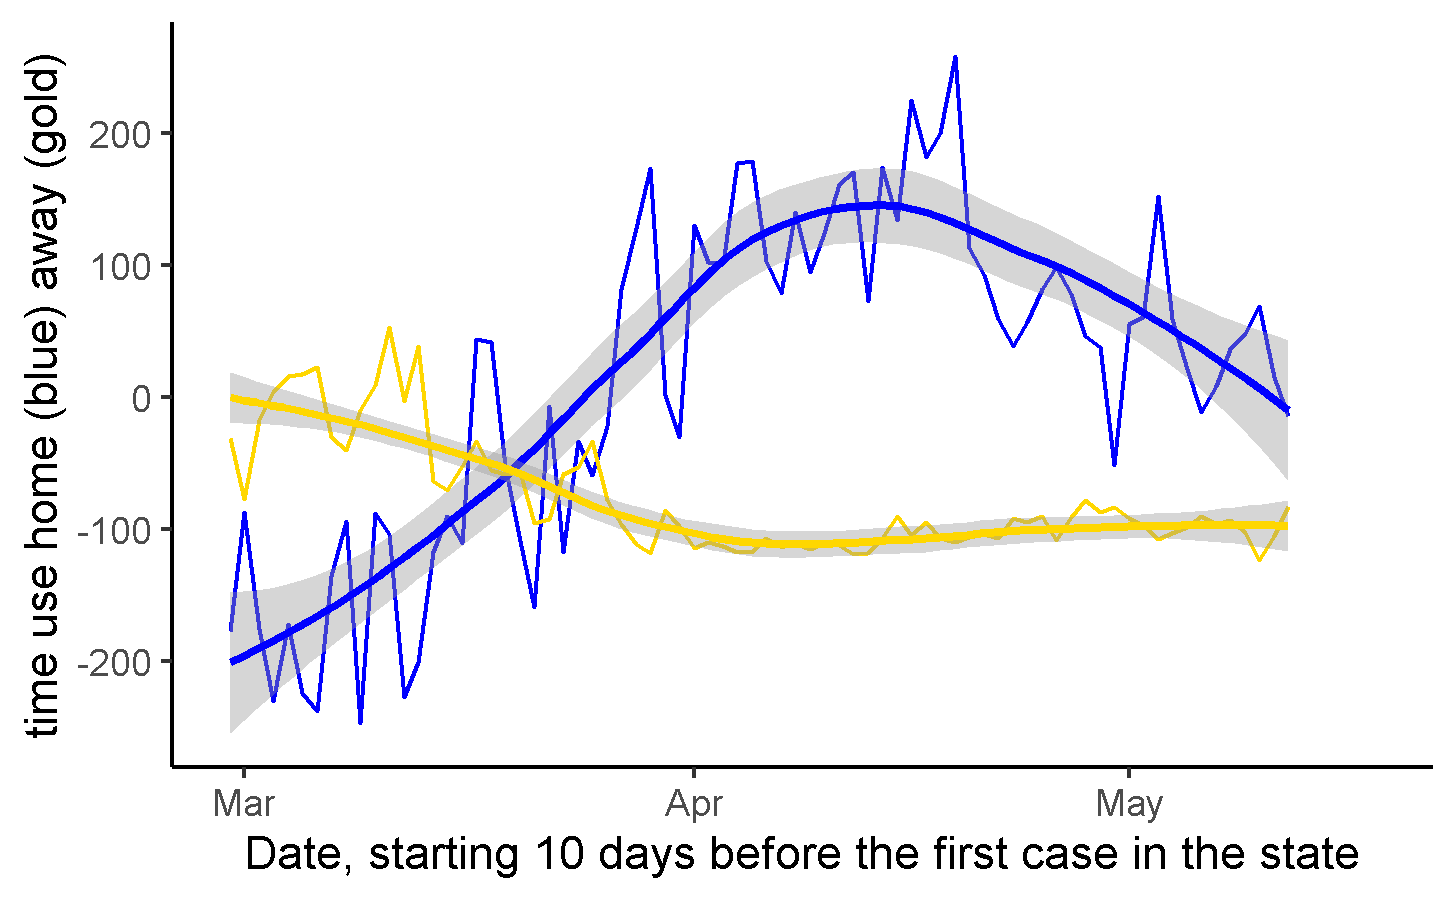 time use home (blue) away (gold)
200
100
0
-100
-200
Mar Apr May
Date, starting 10 days before the first case in the state